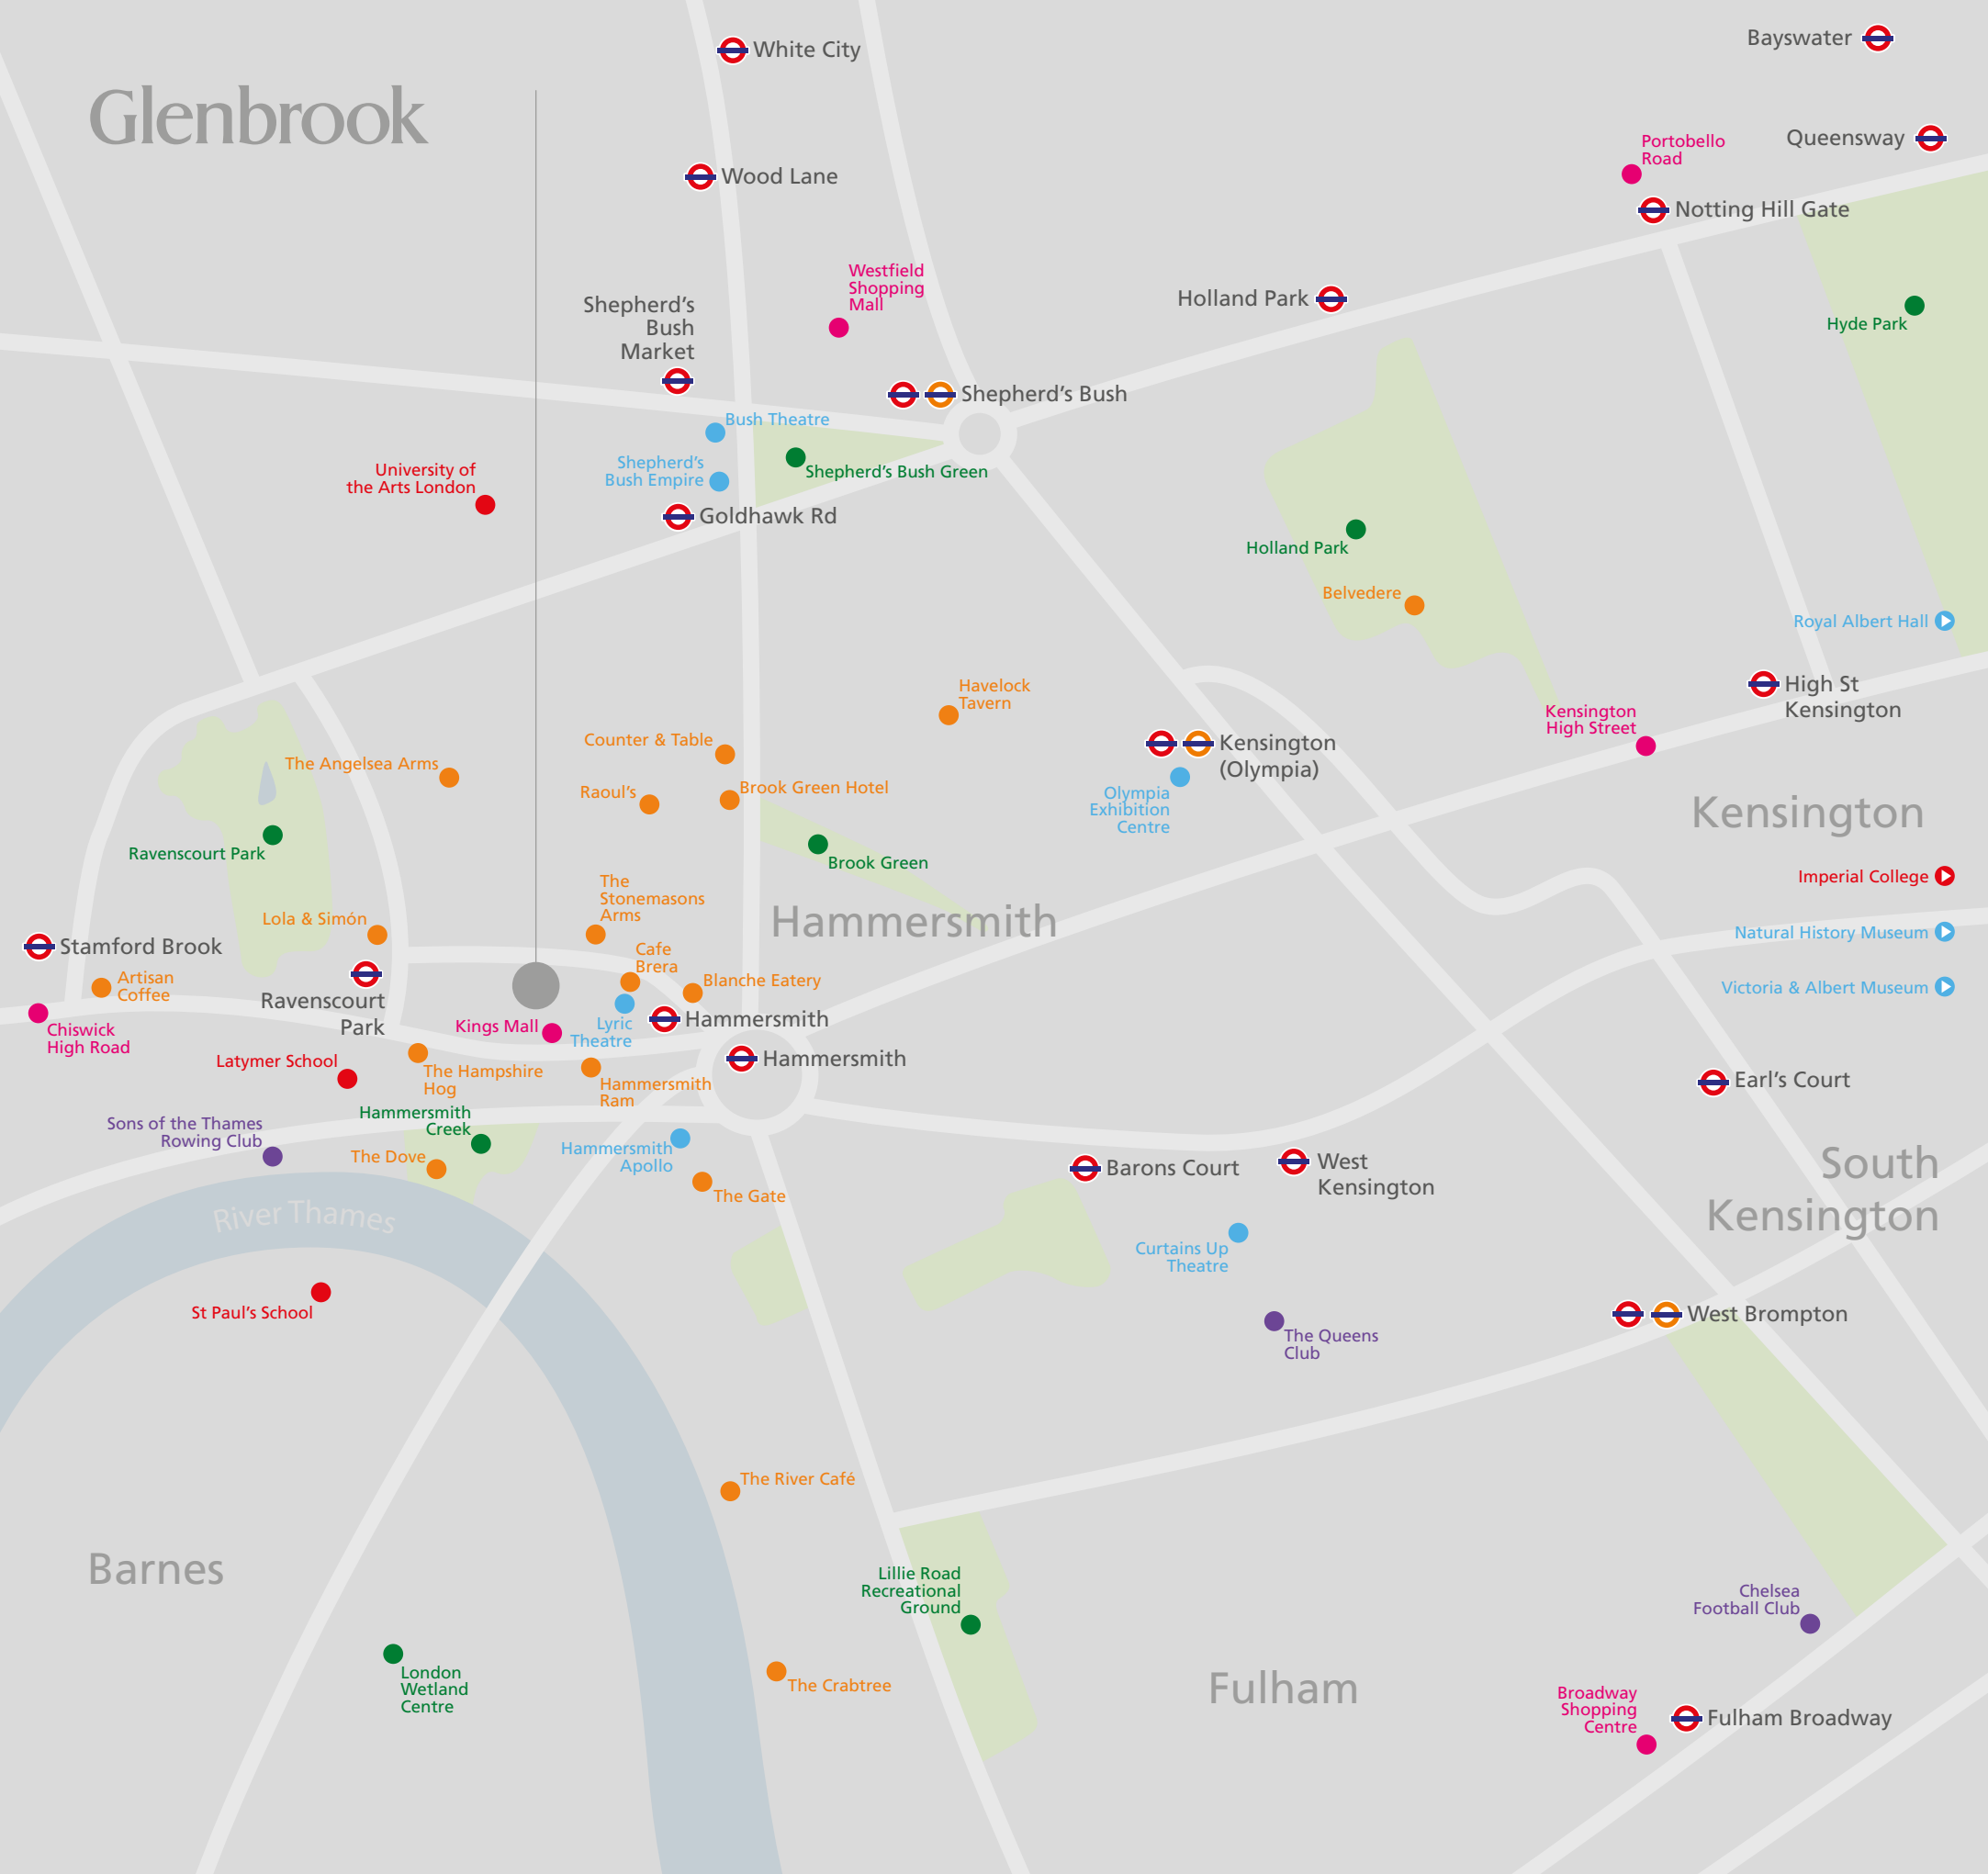 Glenbrook
White City
Bayswater
Wood Lane
Portobello
Road
Queensway
Notting Hill Gate
Westfield
Shopping
Mall
Holland Park
Shepherd's
Bush
Market
Hyde Park
Shepherd's Bush
Bush Theatre
Shepherd's
Bush Empire
Shepherd's Bush Green
University of
the Arts London
Goldhawk Rd
Holland Park
Belvedere
Royal Albert Hall
Havelock
Tavern
High St
Kensington
Kensington
High Street
Counter & Table
Kensington
(Olympia)
The Angelsea Arms
Raoul's
Brook Green Hotel
Olympia
Exhibition
Centre
Kensington
Ravenscourt Park
Brook Green
The
Stonemasons
Arms
Imperial College
Lola & Simón
Hammersmith
Natural History Museum
Stamford Brook
Cafe
Brera
Artisan
Coffee
Blanche Eatery
Victoria & Albert Museum
Ravenscourt
Park
Chiswick
High Road
Kings Mall
Lyric
Theatre
Hammersmith
Hammersmith
Latymer School
The Hampshire
Hog
Hammersmith
Ram
Earl's Court
Hammersmith
Creek
Sons of the Thames
Rowing Club
The Dove
Hammersmith
Apollo
The Gate
Barons Court
West
Kensington
South
Kensington
River Thames
Curtains Up
Theatre
St Paul's School
The Queens
Club
West Brompton
The River Café
Barnes
Lillie Road
Recreational
Ground
Chelsea
Football Club
London
Wetland
Centre
The Crabtree
Fulham
Broadway
Shopping
Centre
Fulham Broadway